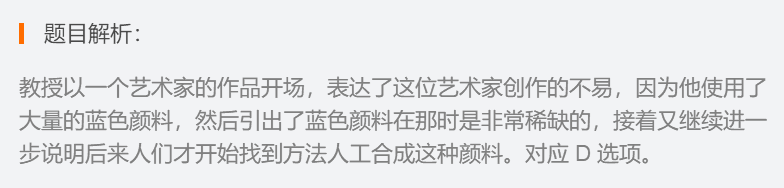 题目解析：
教授以一个艺术家的作品开场，表达了这位艺术家创作的不易，因为他使用了
大量的蓝色颜料，然后引出了蓝色颜料在那时是非常稀缺的，接着又继续进一
步说明后来人们才开始找到方法人工合成这种颜料。对应 D 选项。